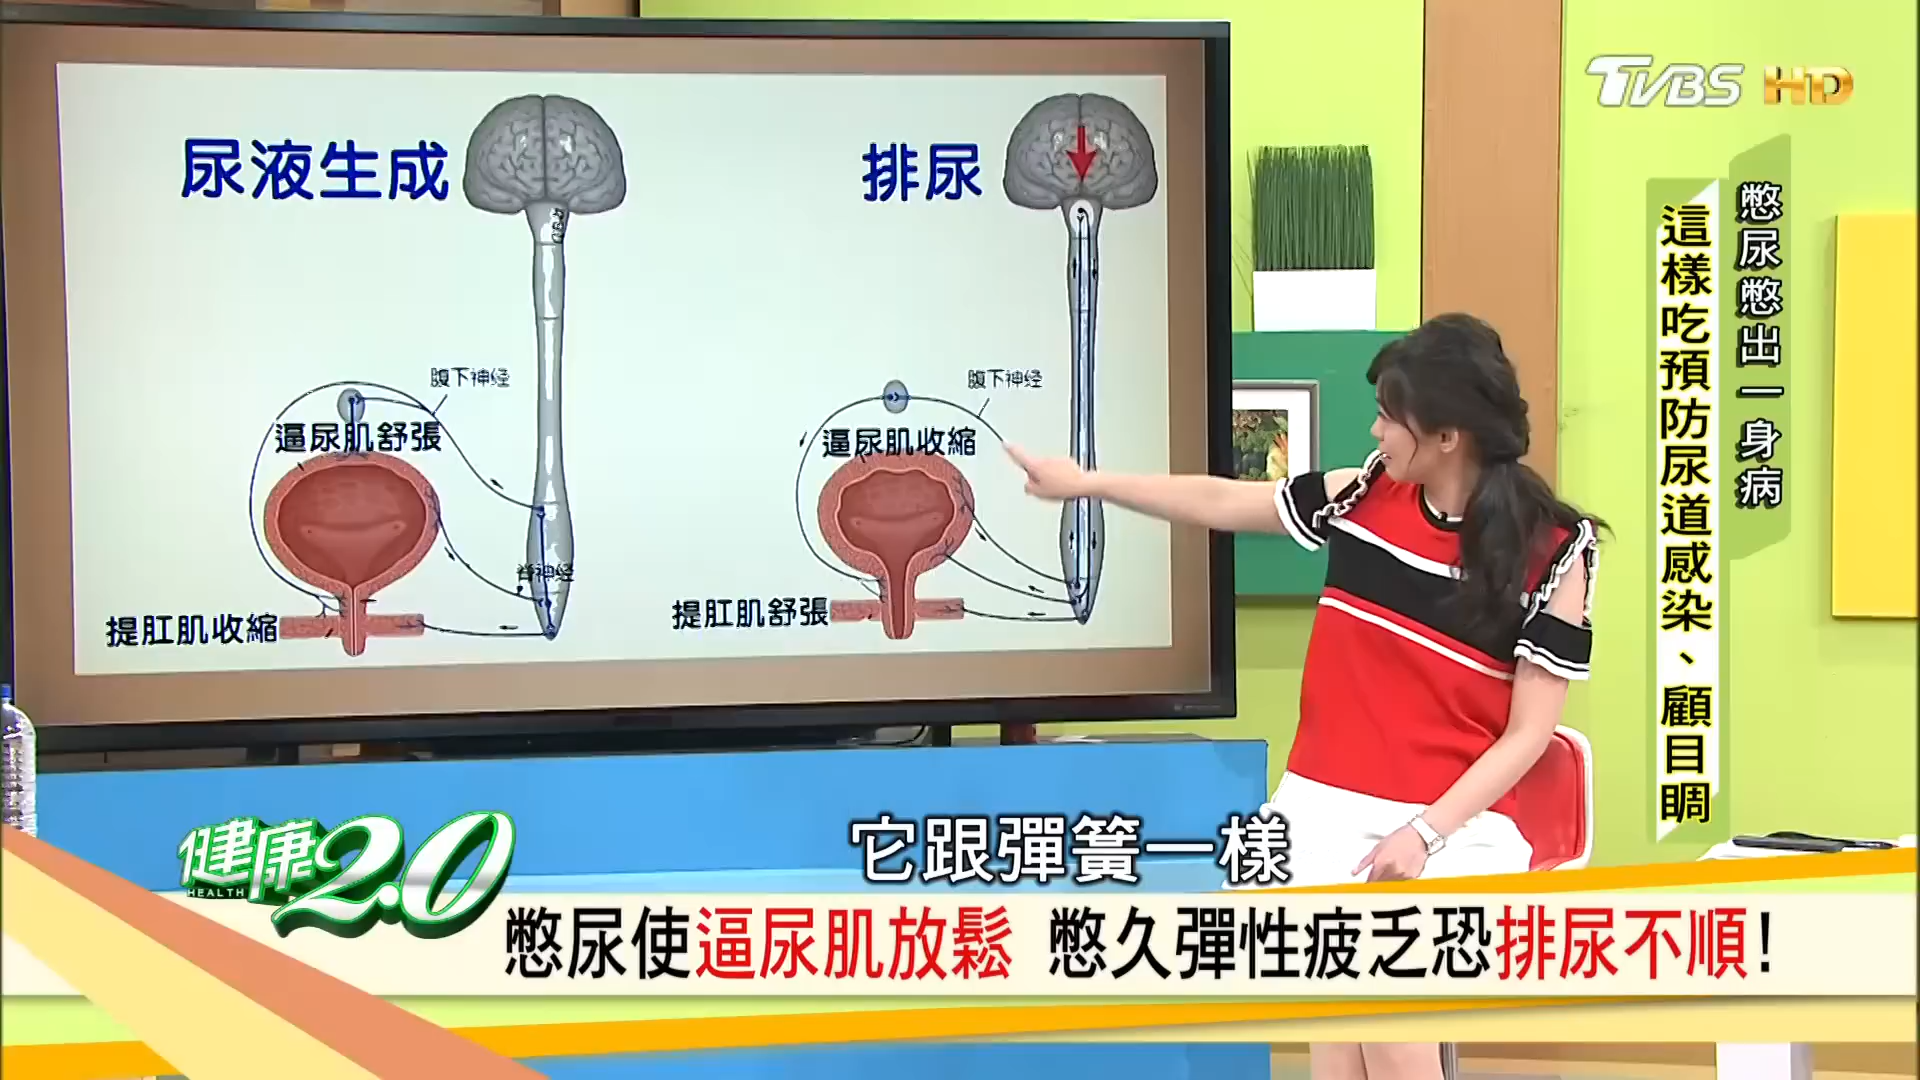 TVBS HD
憋尿憋出一身病
這樣吃預防尿道感染、顧目睭
尿液生成
排尿
腹下神经
腹下神经
逼尿肌舒張
逼尿肌收縮
脊神经
提肛肌收縮
提肛肌舒張
健康2.0
HEALTH
它跟彈簧一樣
憋尿使逼尿肌放鬆 憋久彈性疲乏恐排尿不順!